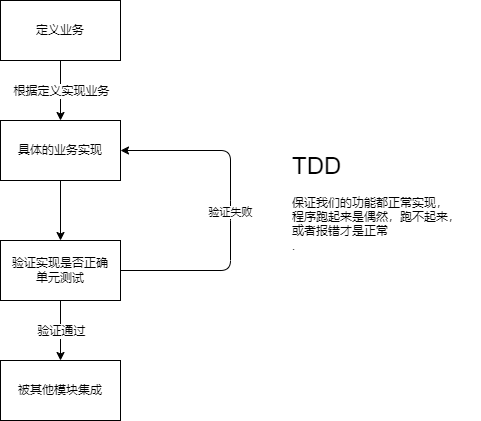 定义业务
根据定义实现业务
具体的业务实现
TDD
保证我们的功能都正常实现，
程序跑起来是偶然，跑不起来，
或者报错才是正常
.
验证失败
验证实现是否正确
单元测试
验证通过
被其他模块集成